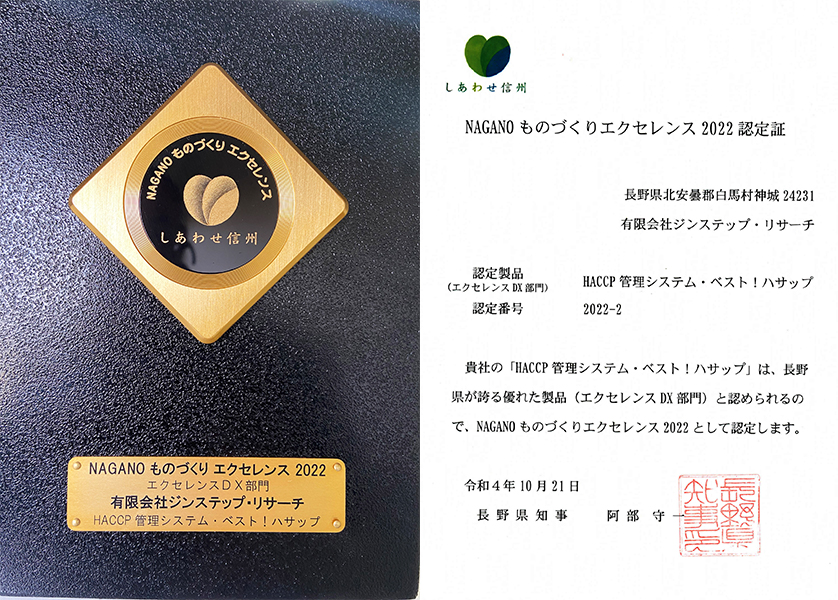 NAGANO ものづくり エクセレンス
しあわせ信州
NAGANO ものづくり エクセレンス 2022
エクセレンスDX部門
有限会社ジンステップ・リサーチ
HACCP 管理システム・ベスト！ハサップ
しあわせ信州
NAGANO ものづくりエクセレンス 2022 認定証
長野県北安曇郡白馬村神城 24231
有限会社ジンステップ・リサーチ
認定製品 HACCP 管理システム・ベスト！ハサップ
（エクセレンス DX 部門）
認定番号 2022-2
貴社の「HACCP 管理システム・ベスト！ハサップ」は、長野
県が誇る優れた製品（エクセレンス DX 部門）と認められるの
で、NAGANO ものづくりエクセレンス 2022 として認定します。
令和４年 10 月 21 日
長野県知事 阿部 守一
長野県
知事印